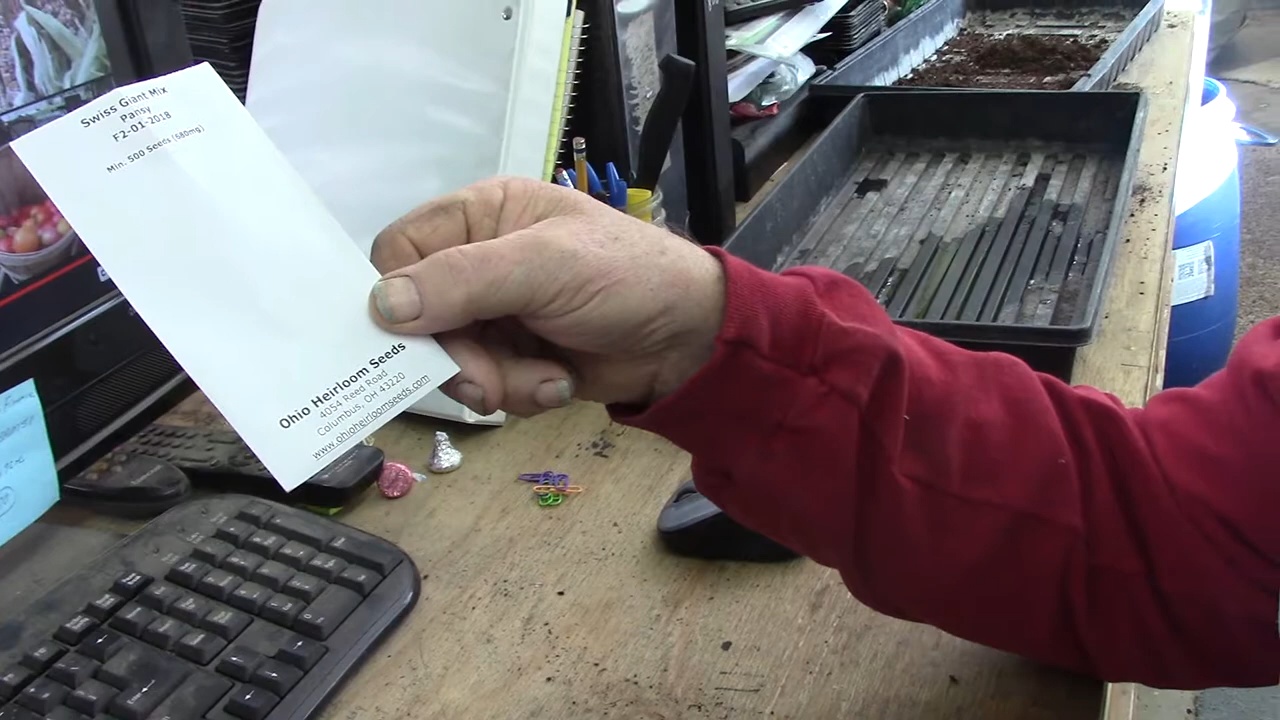 Swiss Giant Mix
Pansy
F2-01-2018
Min. 500 Seeds (680mg)
Ohio Heirloom Seeds
4054 Reed Road
Columbus, OH 43220
www.ohioheirloomseeds.com